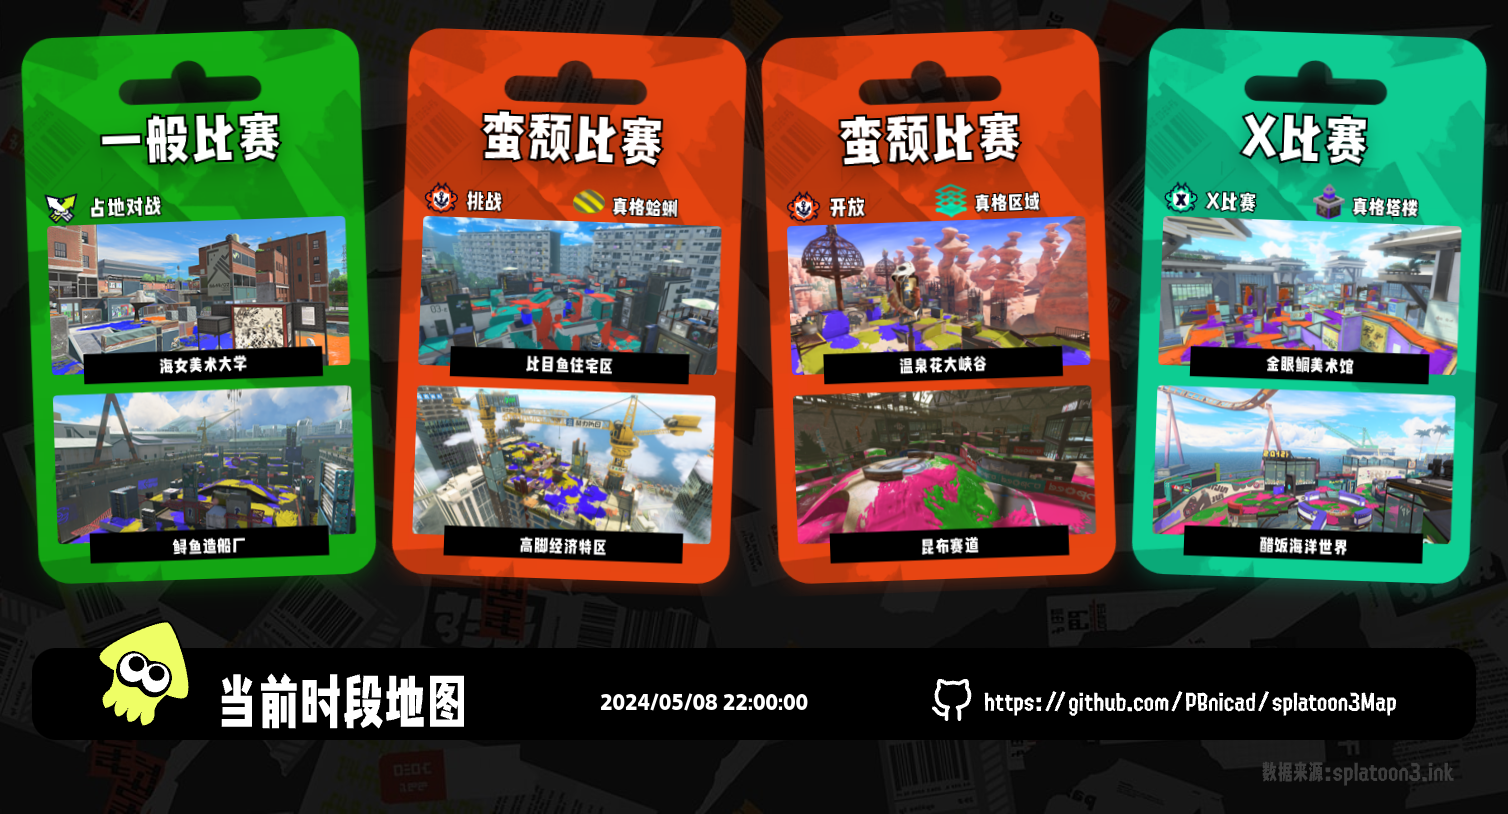 一般比赛
占地对战
海女美术大学
鲟鱼造船厂
蛮颓比赛
挑战
真格蛤蜊
比目鱼住宅区
高脚经济特区
蛮颓比赛
开放
真格区域
温泉花大峡谷
昆布赛道
X比赛
X比赛
真格塔楼
金眼鲷美术馆
醋饭海洋世界
当前时段地图
2024/05/08 22:00:00
https://github.com/PBnicad/splatoon3Map
数据来源:splatoon3.ink